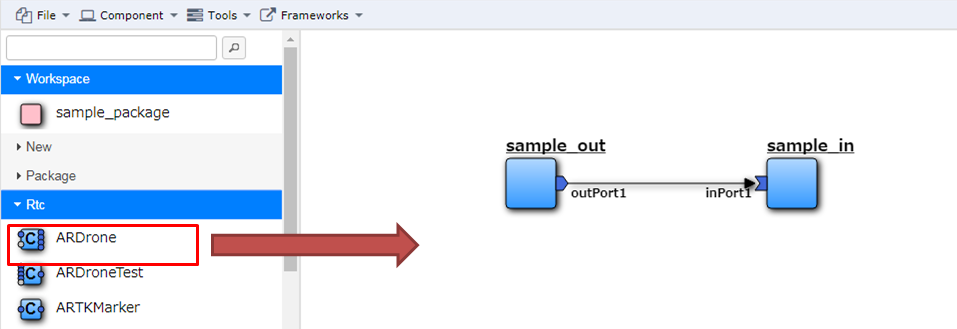 File Component Tools Frameworks
Workspace
sample_package
New
Package
Rtc
ARDrone
ARDroneTest
ARTKMarker
sample_out
sample_in
outPort1
inPort1